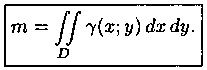 m = ∬_D γ(x; y) dx dy.